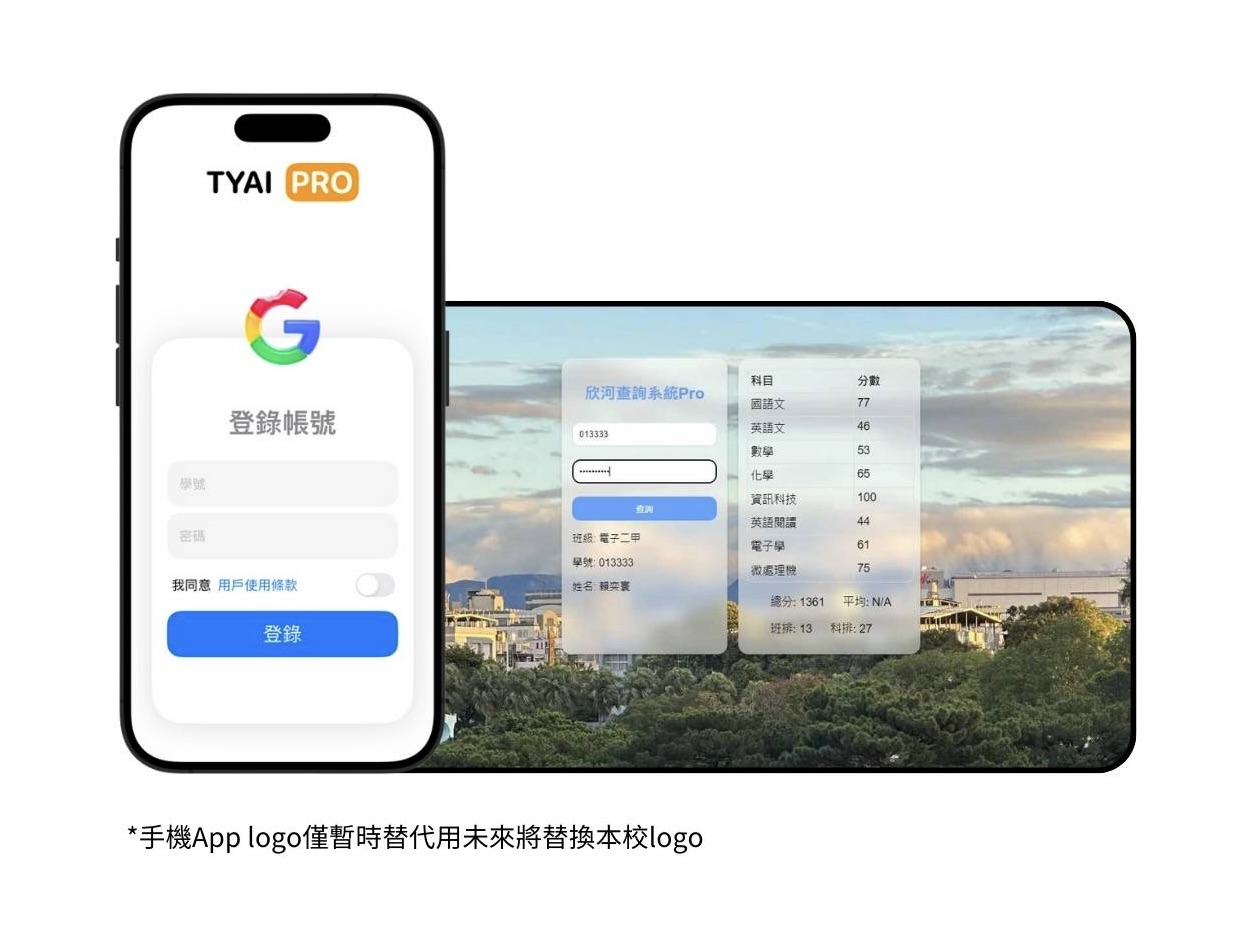 TYAI PRO
登錄帳號
學號
密碼
我同意 用戶使用條款
登錄
欣河查詢系統Pro
013333
••••••••••
查詢
班級: 電子二甲
學號: 013333
姓名: 賴奕寰
科目 分數
國語文 77
英語文 46
數學 53
化學 65
資訊科技 100
英語閱讀 44
電子學 61
微處理機 75
總分: 1361 平均: N/A
班排: 13 科排: 27
*手機App logo僅暫時替代用未來將替換本校logo